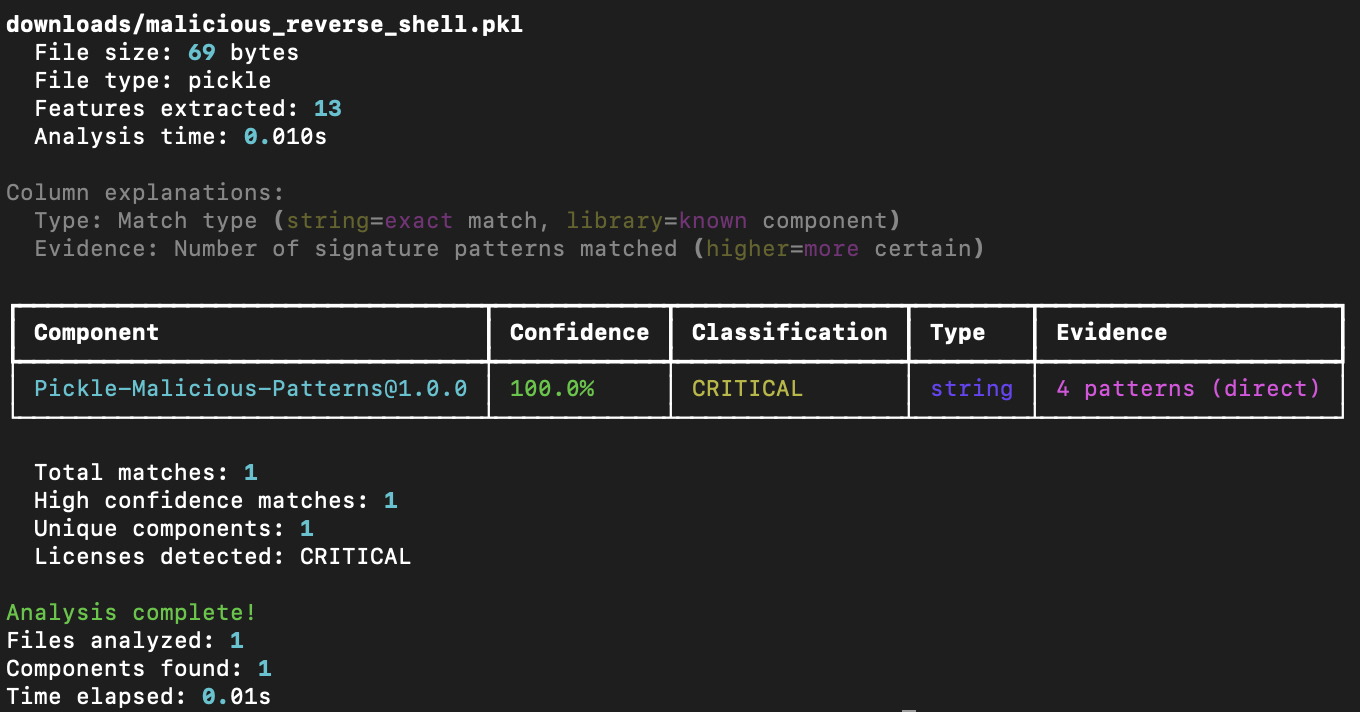 downloads/malicious_reverse_shell.pkl
File size: 69 bytes
File type: pickle
Features extracted: 13
Analysis time: 0.010s
Column explanations:
Type: Match type (string=exact match, library=known component)
Evidence: Number of signature patterns matched (higher=more certain)
Component Confidence Classification Type Evidence
Pickle-Malicious-Patterns@1.0.0 100.0% CRITICAL string 4 patterns (direct)
Total matches: 1
High confidence matches: 1
Unique components: 1
Licenses detected: CRITICAL
Analysis complete!
Files analyzed: 1
Components found: 1
Time elapsed: 0.01s